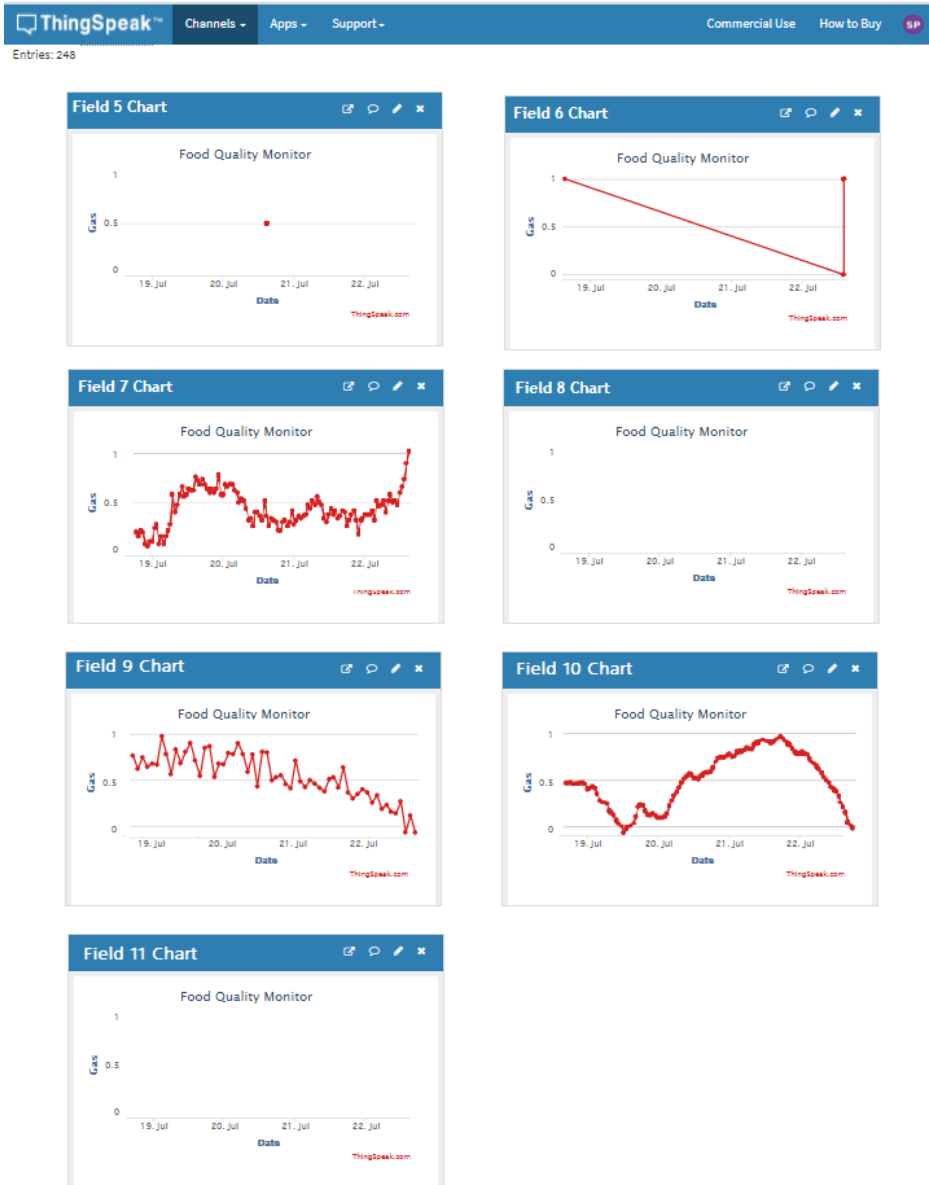 ThingSpeak™ Channels Apps Support Commercial Use How to Buy SP
Entries: 248
Field 5 Chart
Food Quality Monitor
1
0.5
0
Gas
19. Jul 20. Jul 21. Jul 22. Jul
Date
ThingSpeak.com
Field 6 Chart
Food Quality Monitor
1
0.5
0
Gas
19. Jul 20. Jul 21. Jul 22. Jul
Date
ThingSpeak.com
Field 7 Chart
Food Quality Monitor
1
0.5
0
Gas
19. Jul 20. Jul 21. Jul 22. Jul
Date
ThingSpeak.com
Field 8 Chart
Food Quality Monitor
1
0.5
0
Gas
19. Jul 20. Jul 21. Jul 22. Jul
Date
ThingSpeak.com
Field 9 Chart
Food Quality Monitor
1
0.5
0
Gas
19. Jul 20. Jul 21. Jul 22. Jul
Date
ThingSpeak.com
Field 10 Chart
Food Quality Monitor
1
0.5
0
Gas
19. Jul 20. Jul 21. Jul 22. Jul
Date
ThingSpeak.com
Field 11 Chart
Food Quality Monitor
1
0.5
0
Gas
19. Jul 20. Jul 21. Jul 22. Jul
Date
ThingSpeak.com